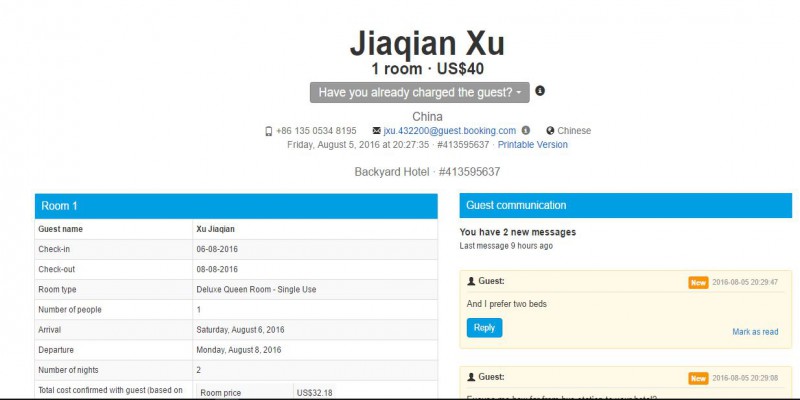 Jiaqian Xu
1 room · US$40
Have you already charged the guest?
China
+86 135 0534 8195 jxu.432200@guest.booking.com Chinese
Friday, August 5, 2016 at 20:27:35 · #413595637 · Printable Version
Backyard Hotel · #413595637
Room 1
Guest name Xu Jiaqian
Check-in 06-08-2016
Check-out 08-08-2016
Room type Deluxe Queen Room - Single Use
Number of people 1
Arrival Saturday, August 6, 2016
Departure Monday, August 8, 2016
Number of nights 2
Total cost confirmed with guest (based on Room price US$32.18
Guest communication
You have 2 new messages
Last message 9 hours ago
Guest: New 2016-08-05 20:29:47
And I prefer two beds
Reply Mark as read
Guest: New 2016-08-05 20:29:08